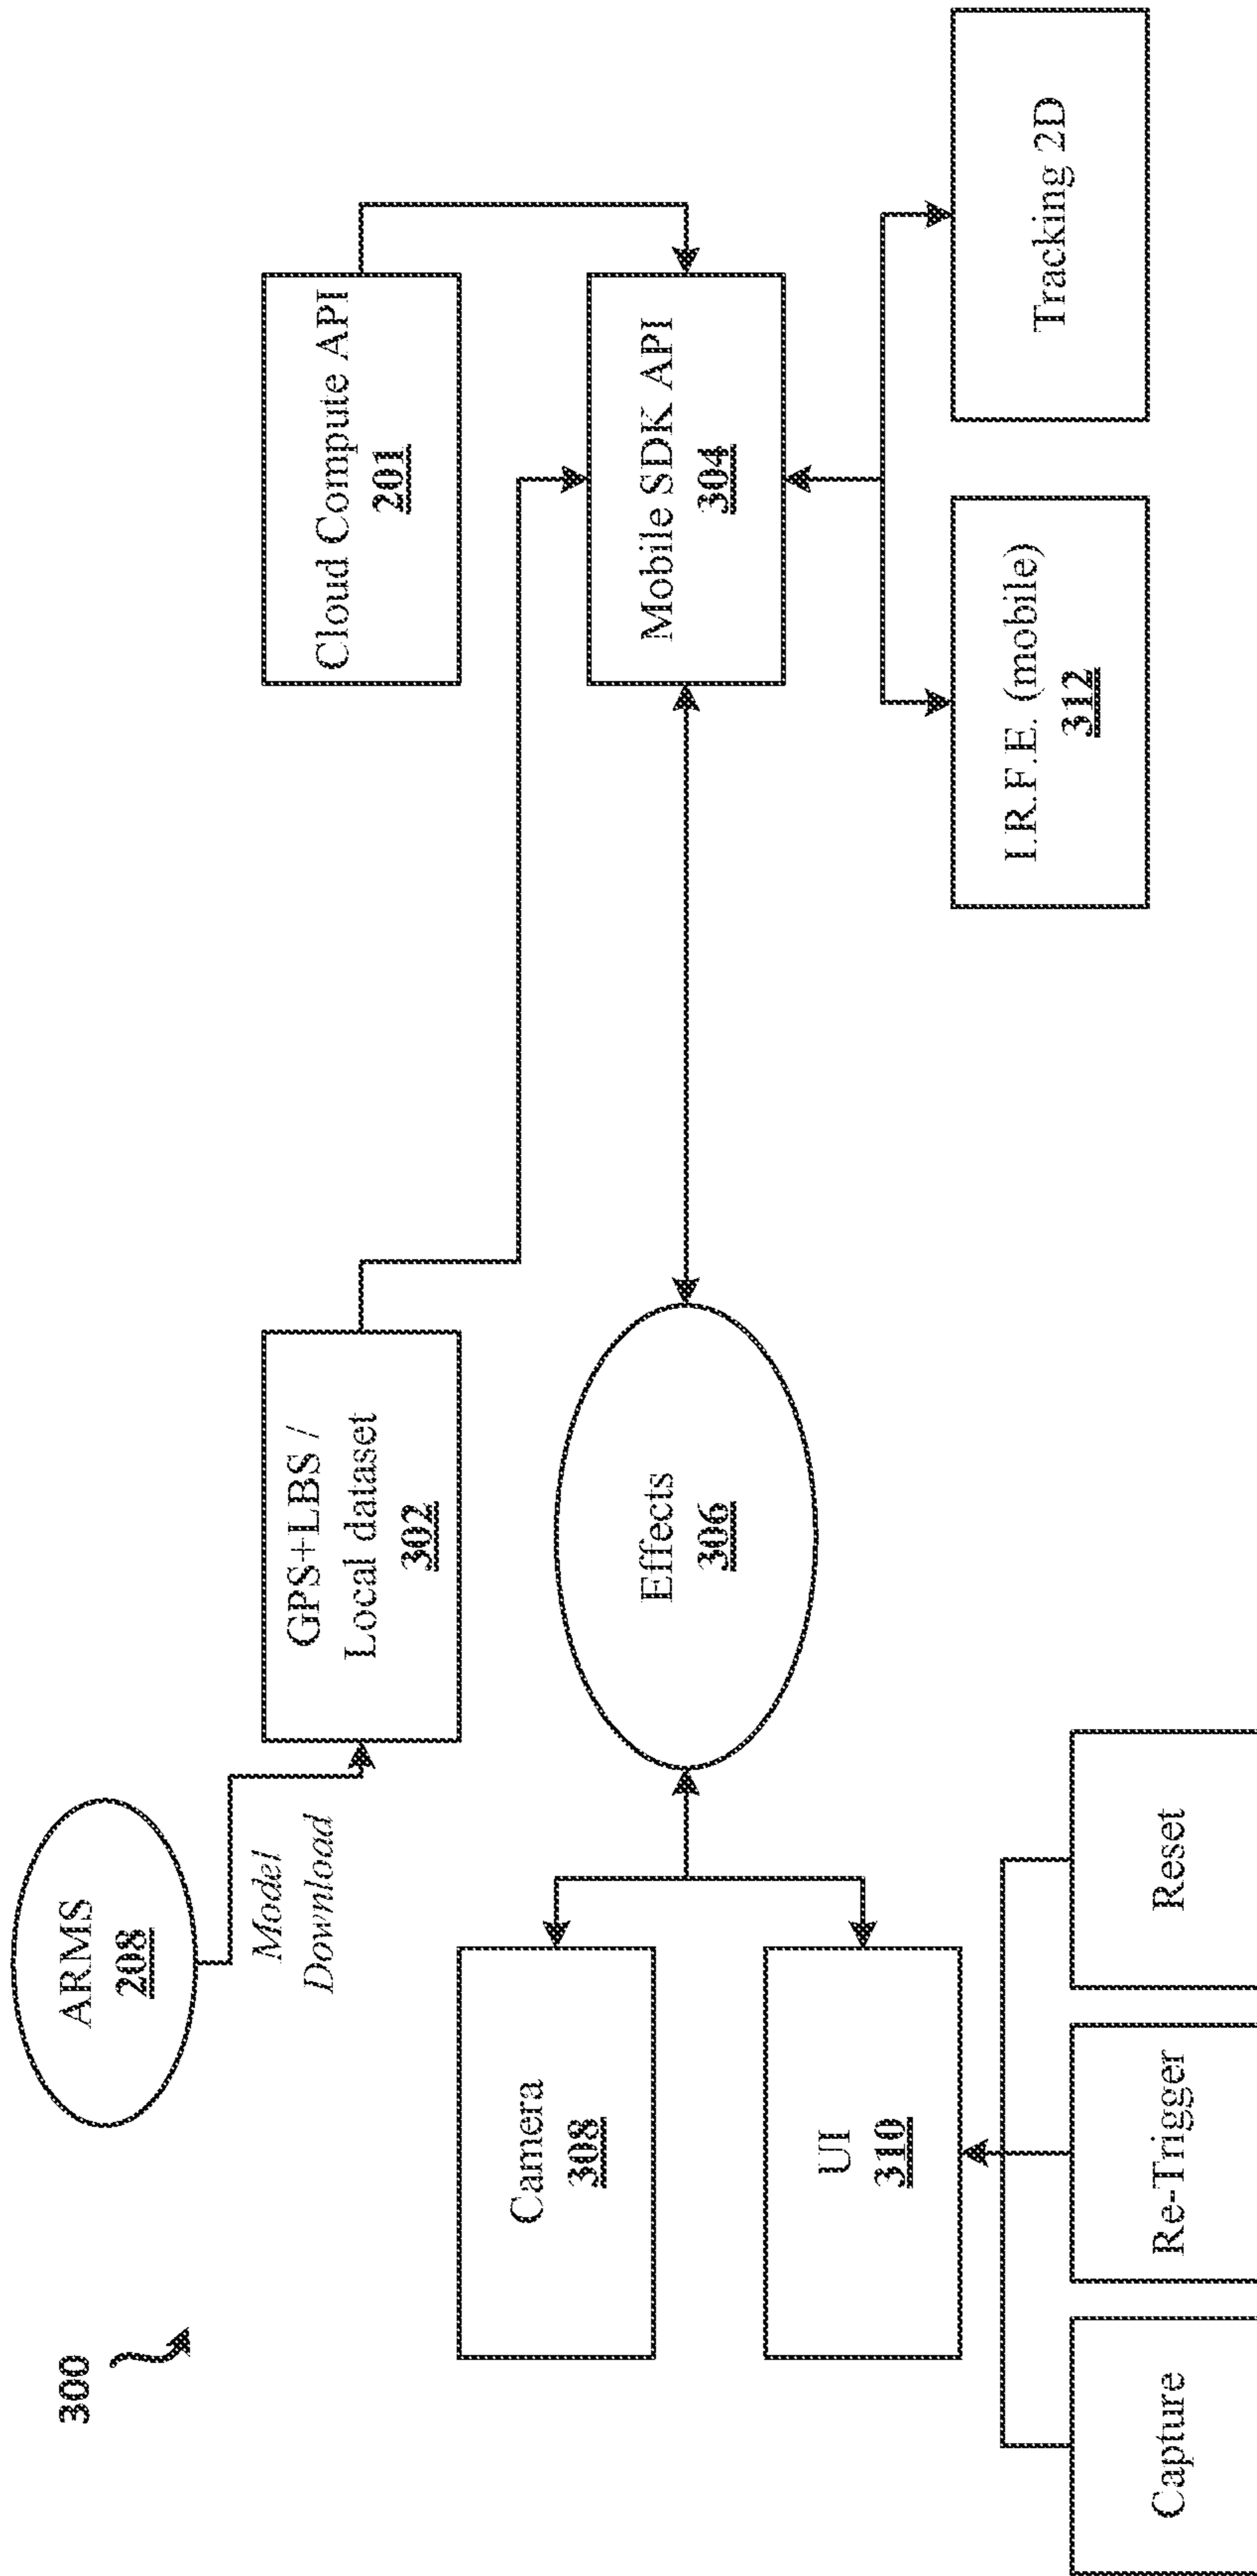 300
ARMS
208
Model
Download
GPS+LBS /
Local dataset
302
Cloud Compute API
201
Camera
308
Effects
306
Mobile SDK API
304
UI
310
I.R.F.E. (mobile)
312
Tracking 2D
Capture
Re-Trigger
Reset